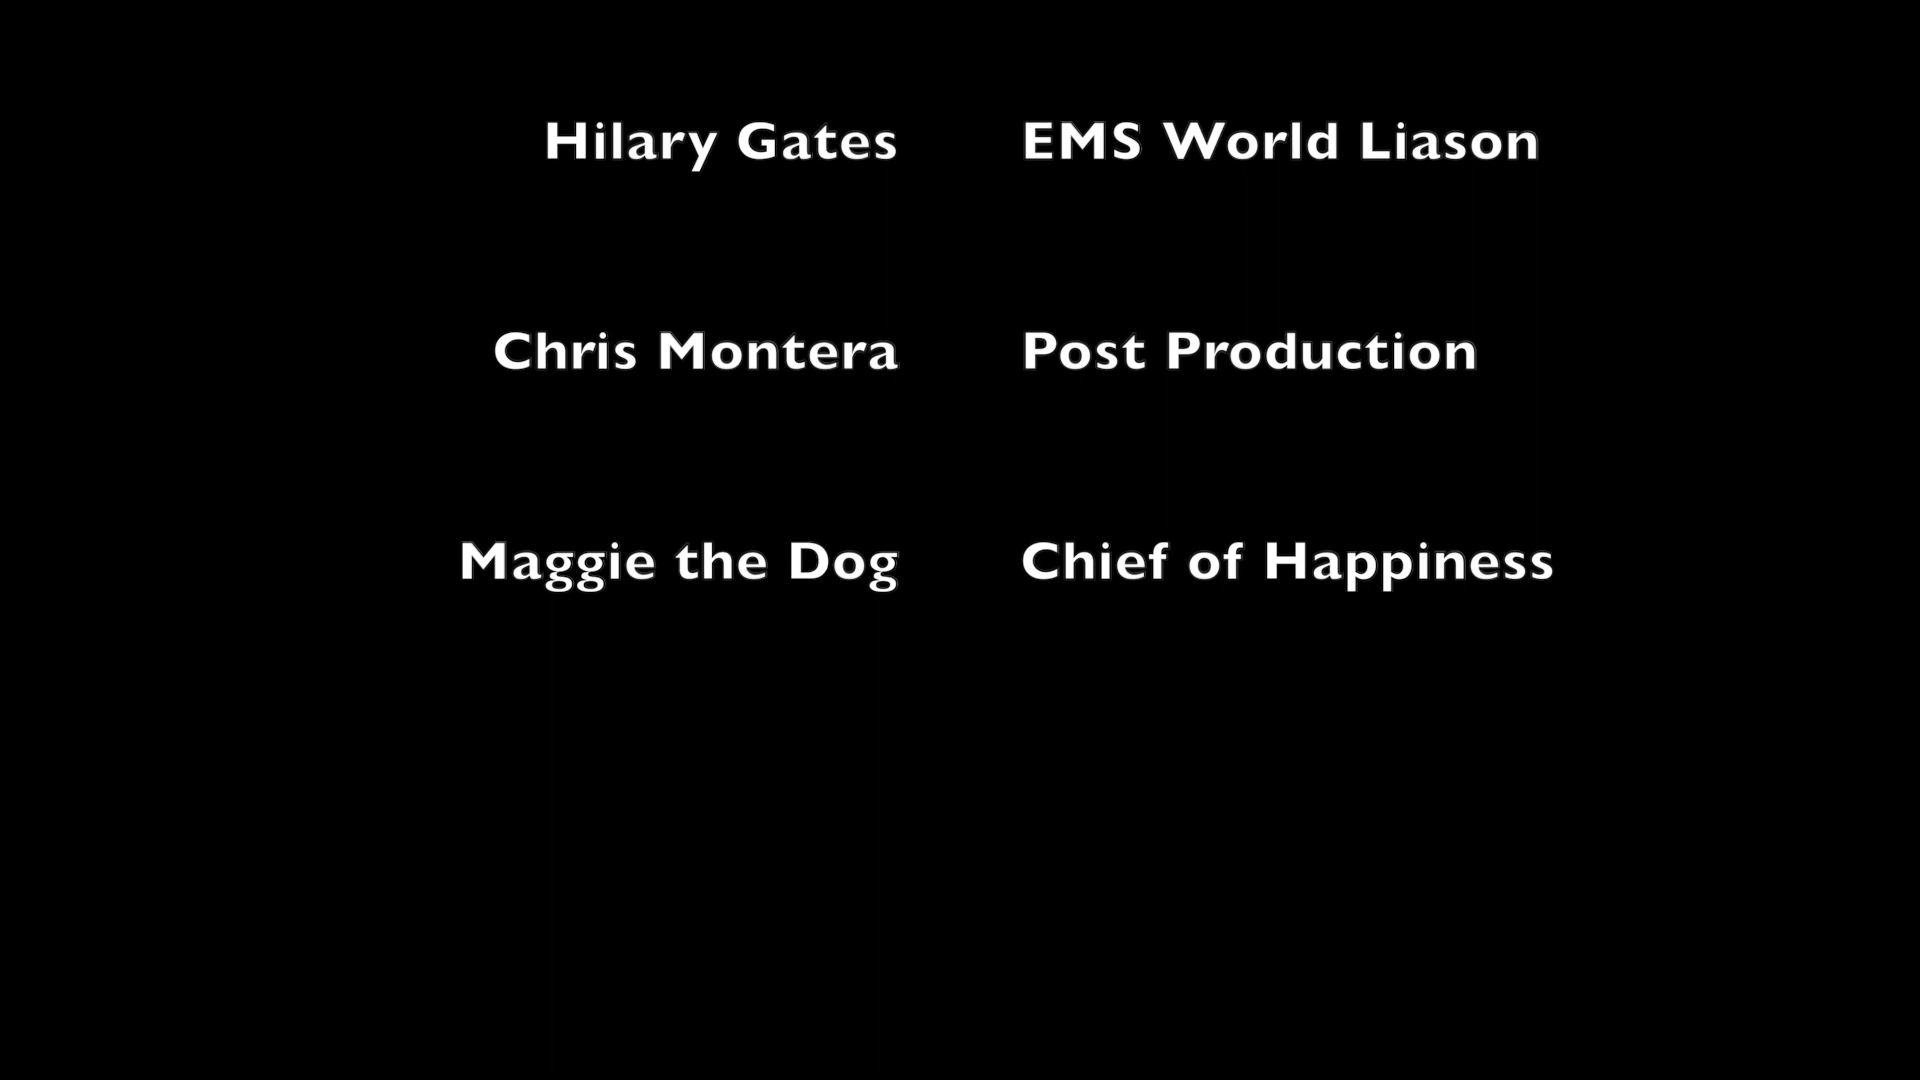 Hilary Gates EMS World Liason
Chris Montera Post Production
Maggie the Dog Chief of Happiness